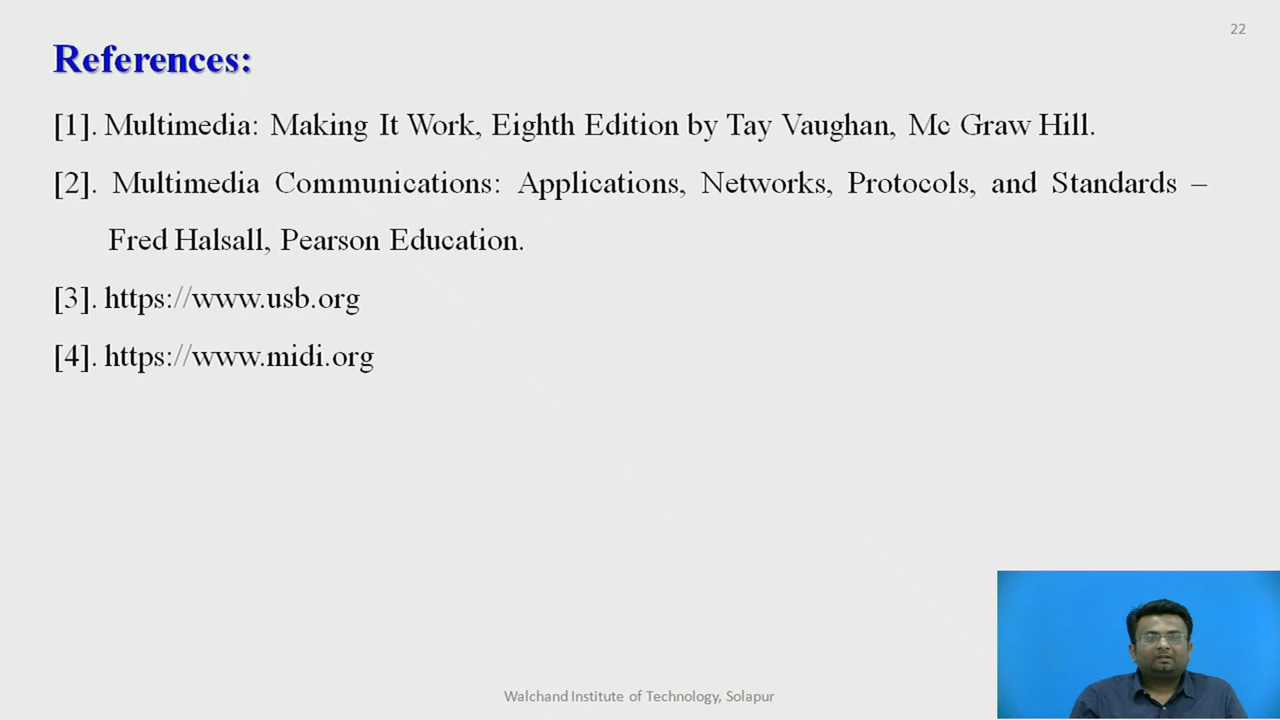 22
References:
[1]. Multimedia: Making It Work, Eighth Edition by Tay Vaughan, Mc Graw Hill.
[2]. Multimedia Communications: Applications, Networks, Protocols, and Standards –
Fred Halsall, Pearson Education.
[3]. https://www.usb.org
[4]. https://www.midi.org
Walchand Institute of Technology, Solapur